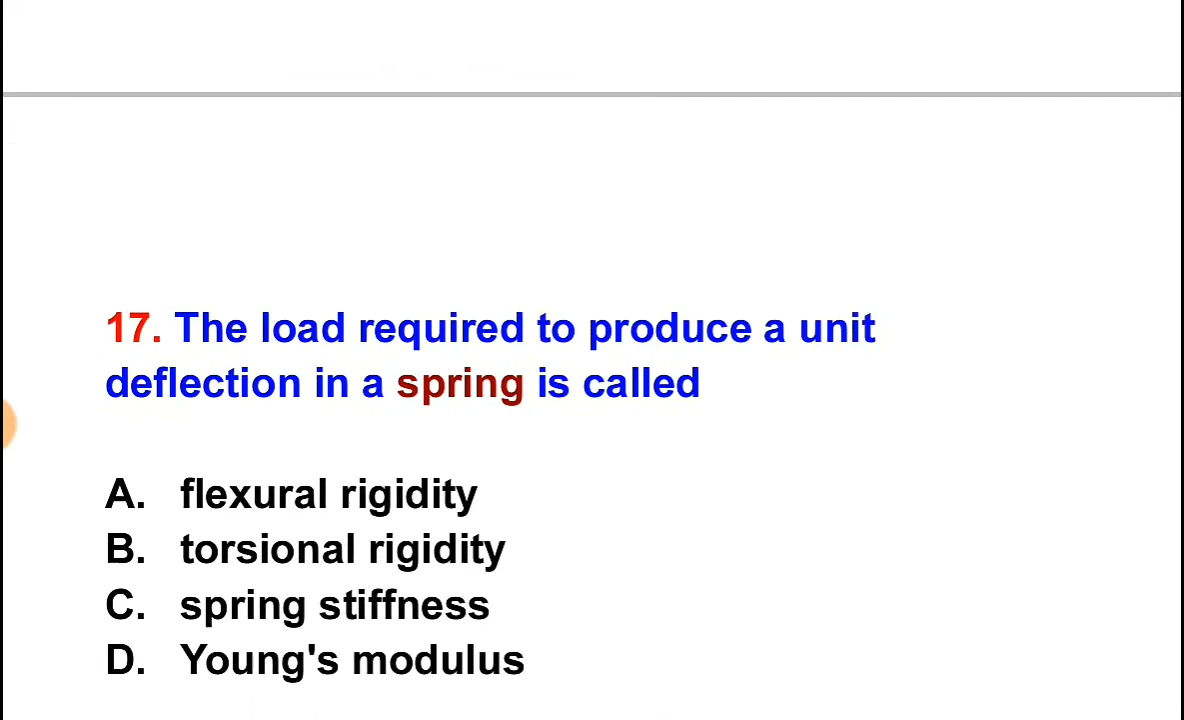 17. The load required to produce a unit
deflection in a spring is called
A. flexural rigidity
B. torsional rigidity
C. spring stiffness
D. Young's modulus